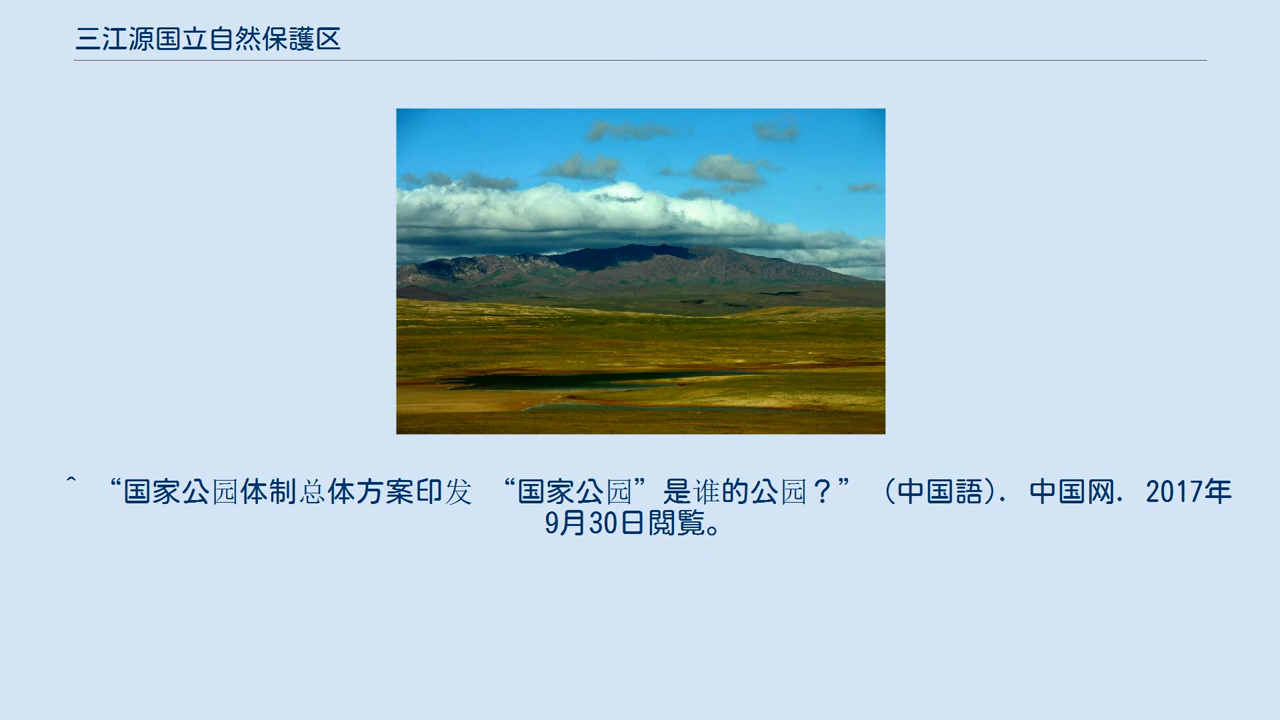 三江源国立自然保護区
^ “国家公园体制总体方案印发 “国家公园”是谁的公园？” （中国語）. 中国网. 2017年
9月30日閲覧。